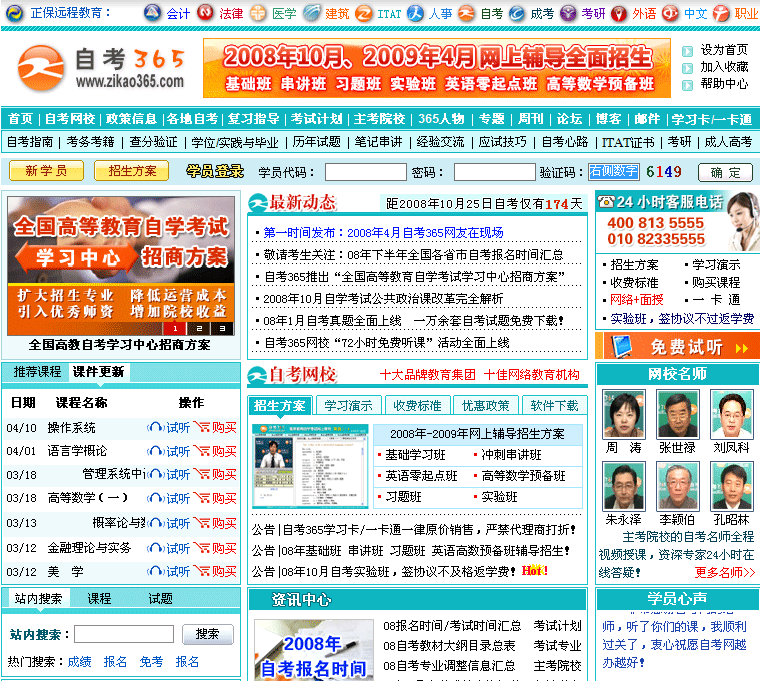 正保远程教育： 会计 法律 医学 建筑 ITAT 人事 自考 成考 考研 外语 中文 职业
自考365
www.zikao365.com
2008年10月、2009年4月网上辅导全面招生
基础班 串讲班 习题班 实验班 英语零起点班 高等数学预备班
设为首页
加入收藏
帮助中心
首页 | 自考网校 | 政策信息 | 各地自考 | 复习指导 | 考试计划 | 主考院校 | 365人物 | 专题 | 周刊 | 论坛 | 博客 | 邮件 | 学习卡/一卡通
自考指南 | 考务考籍 | 查分验证 | 学位/实践与毕业 | 历年试题 | 笔记串讲 | 经验交流 | 应试技巧 | 自考心路 | ITAT证书 | 考研 | 成人高考
新 学 员 招生方案 学员登录 学员代码： 密码： 验证码： 右侧数字 6149 确 定
全国高等教育自学考试
学习中心 招商方案
扩大招生专业 降低运营成本
引入优秀师资 增加院校收益
1 2 3
全国高教自学考试学习中心招商方案
推荐课程 课件更新
日期 课程名称 操作
04/10 操作系统 试听 购买
04/01 语言学概论 试听 购买
03/18 管理系统中 试听 购买
03/18 高等数学（一） 试听 购买
03/13 概率论与 试听 购买
03/12 金融理论与实务 试听 购买
03/12 美　学 试听 购买
站内搜索 课程 试题
站内搜索： 搜索
热门搜索：成绩 报名 免考 报名
最新动态 距2008年10月25日自考仅有174天
· 第一时间发布：2008年4月自考365网友在现场
· 敬请考生关注：08年下半年全国各省市自考报名时间汇总
· 自考365推出“全国高等教育自学考试学习中心招商方案”
· 2008年10月自学考试公共政治课改革完全解析
· 08年1月自考真题全面上线　一万余套自考试题免费下载！
· 自考365网校“72小时免费听课”活动全面上线
自考网校 十大品牌教育集团 十佳网络教育机构
招生方案 学习演示 收费标准 优惠政策 软件下载
2008年-2009年网上辅导招生方案
· 基础学习班 · 冲刺串讲班
· 英语零起点班 · 高等数学预备班
· 习题班 · 实验班
公告|自考365学习卡/一卡通一律原价销售，严禁代理商打折！
公告|08年基础班 串讲班 习题班 英语高数预备班辅导招生！
公告|08年10月自考实验班，签协议不及格返学费！Hot!
资讯中心
2008年
自考报名时间
08报名时间/考试时间汇总 考试计划
08自考教材大纲目录总表 考试专业
08自考专业调整信息汇总 主考院校
24小时客服电话
400 813 5555
010 82335555
· 招生方案 · 学习演示
· 收费标准 · 购买课程
· 网络+面授 · 一 卡 通
· 实验班，签协议不过返学费
免费试听
网校名师
周　涛 张世禄 刘风科
朱永泽 李颖伯 孔昭林
主考院校的自考名师全程
视频授课，资深专家24小时在
线答疑！ 更多名师>>
学员心声
师，听了你们的课，我顺利
过关了，衷心祝愿自考网越
办越好！